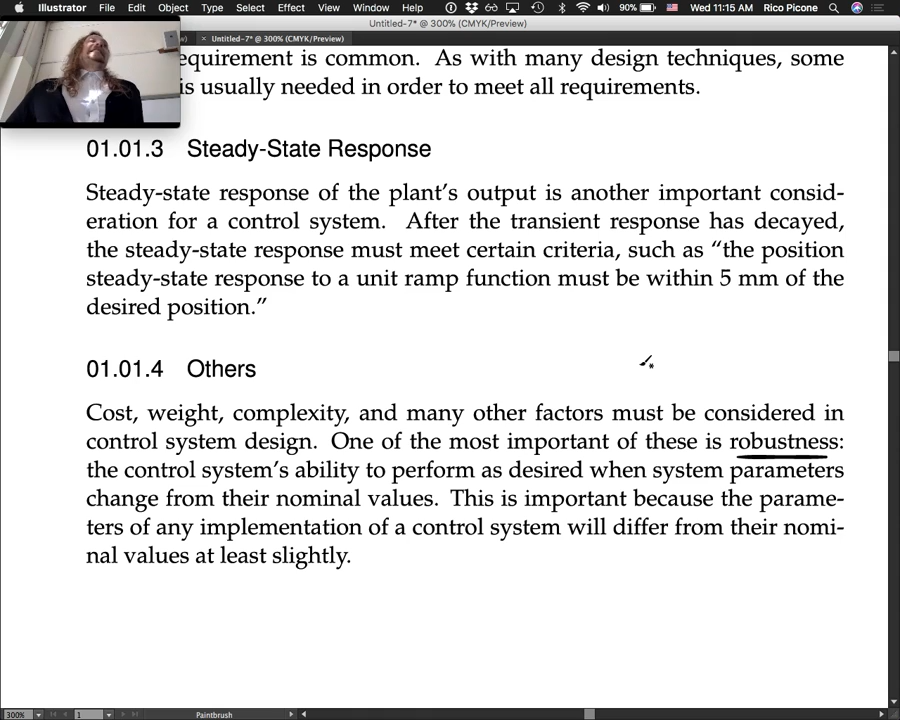 Illustrator File Edit Object Type Select Effect View Window Help 90% Wed 11:15 AM Rico Picone
Untitled-7* @ 300% (CMYK/Preview)
× Untitled-7* @ 300% (CMYK/Preview)
equirement is common. As with many design techniques, some
is usually needed in order to meet all requirements.
01.01.3 Steady-State Response
Steady-state response of the plant's output is another important consid-
eration for a control system. After the transient response has decayed,
the steady-state response must meet certain criteria, such as “the position
steady-state response to a unit ramp function must be within 5 mm of the
desired position.”
01.01.4 Others
Cost, weight, complexity, and many other factors must be considered in
control system design. One of the most important of these is robustness:
the control system's ability to perform as desired when system parameters
change from their nominal values. This is important because the parame-
ters of any implementation of a control system will differ from their nomi-
nal values at least slightly.
300% 1 Paintbrush